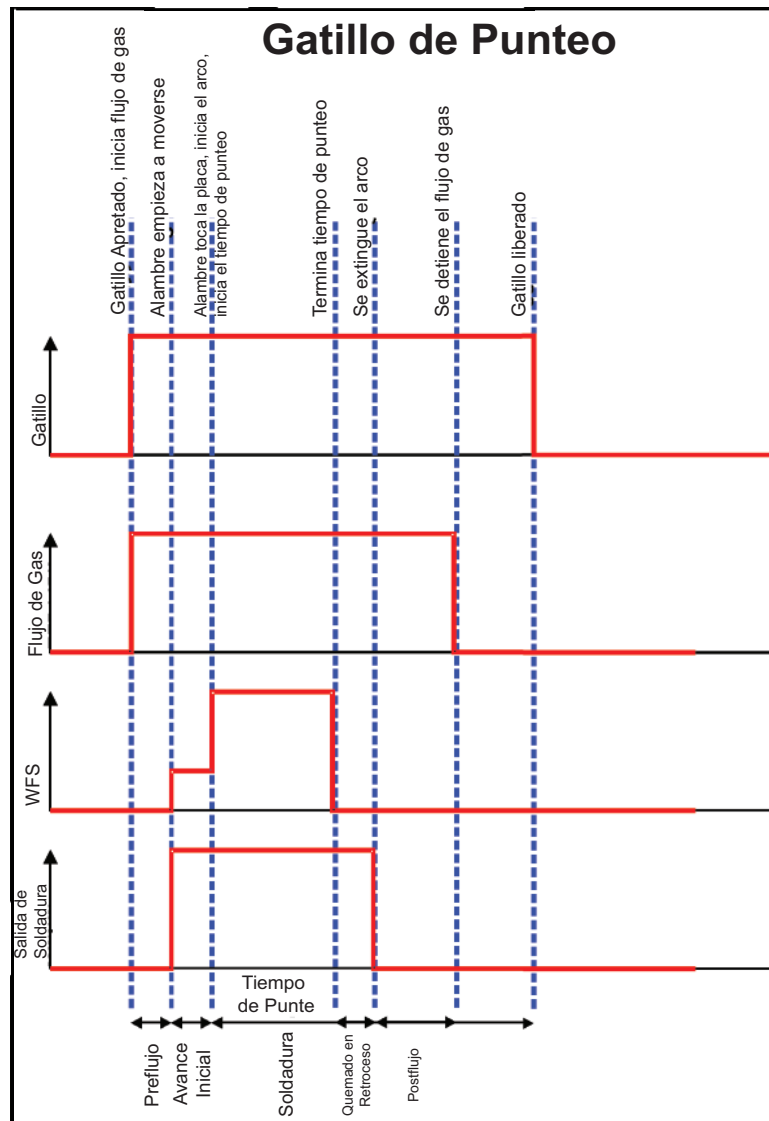 Gatillo de Punteo
Gatillo Apretado, inicia flujo de gas
Alambre empieza a moverse
Alambre toca la placa, inicia el arco,
inicia el tiempo de punteo
Termina tiempo de punteo
Se extingue el arco
Se detiene el flujo de gas
Gatillo liberado
Gatillo
Flujo de Gas
WFS
Salida de
Soldadura
Tiempo
de Punte
Preflujo
Avance
Inicial
Soldadura
Quemado en
Retroceso
Postflujo